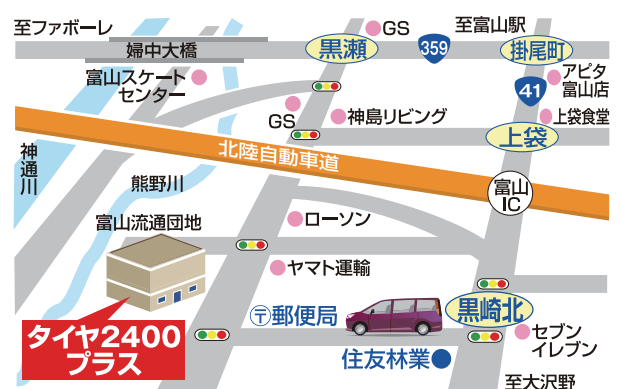 至ファボーレ
婦中大橋
黒瀬
GS
359
至富山駅
掛尾町
富山スケート
センター
アピタ
富山店
41
GS
神島リビング
上袋食堂
上袋
北陸自動車道
神通川
熊野川
富山
IC
富山流通団地
ローソン
ヤマト運輸
〒郵便局
黒崎北
タイヤ2400
プラス
セブン
イレブン
住友林業
至大沢野